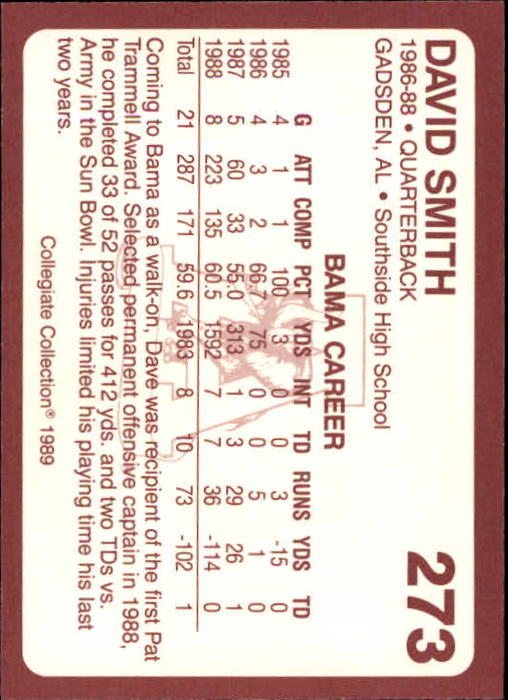 DAVID SMITH 273
1986-88 • QUARTERBACK
GADSDEN, AL • Southside High School
BAMA CAREER
G ATT COMP PCT YDS INT TD RUNS YDS TD
1985 4 1 1 100 3 0 0 3 -15 0
1986 4 3 2 66.7 75 0 0 5 1 0
1987 5 60 33 55.0 313 1 3 29 26 1
1988 8 223 135 60.5 1592 7 7 36 -114 0
Total 21 287 171 59.6 1983 8 10 73 -102 1
Coming to Bama as a walk-on, Dave was recipient of the first Pat
Trammell Award. Selected permanent offensive captain in 1988,
he completed 33 of 52 passes for 412 yds. and two TDs vs.
Army in the Sun Bowl. Injuries limited his playing time his last
two years.
Collegiate Collection® 1989